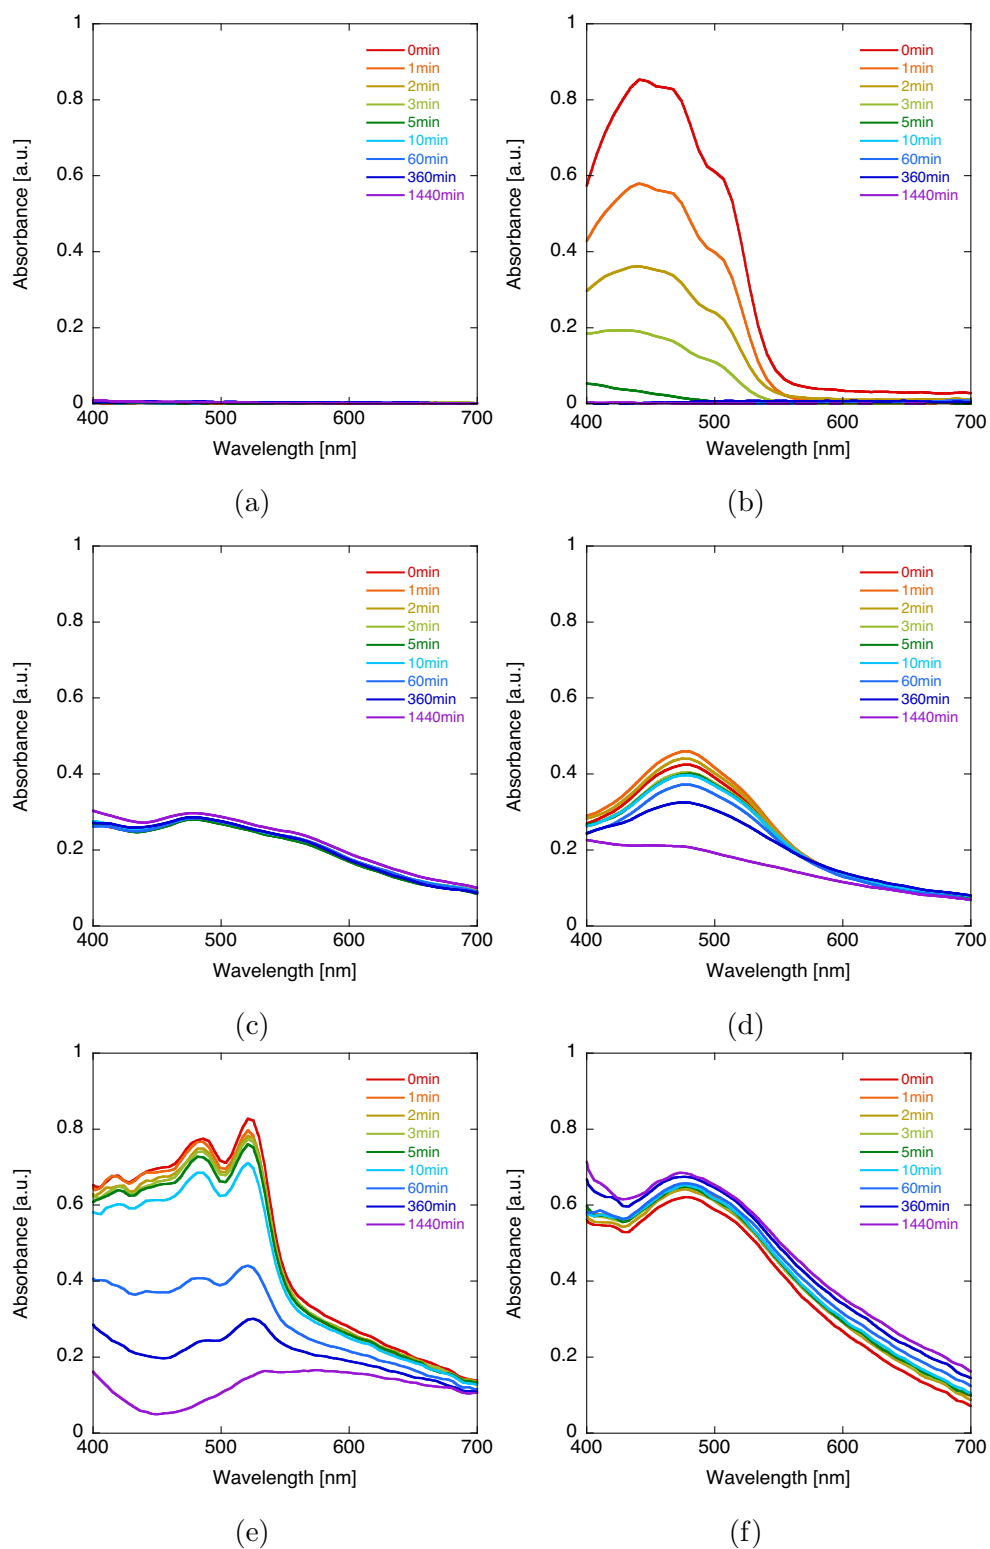 1
0.8
0.6
0.4
0.2
0
400
500
600
700
Absorbance [a.u.]
Wavelength [nm]
0min
1min
2min
3min
5min
10min
60min
360min
1440min
(a)
1
0.8
0.6
0.4
0.2
0
400
500
600
700
Absorbance [a.u.]
Wavelength [nm]
0min
1min
2min
3min
5min
10min
60min
360min
1440min
(b)
1
0.8
0.6
0.4
0.2
0
400
500
600
700
Absorbance [a.u.]
Wavelength [nm]
0min
1min
2min
3min
5min
10min
60min
360min
1440min
(c)
1
0.8
0.6
0.4
0.2
0
400
500
600
700
Absorbance [a.u.]
Wavelength [nm]
0min
1min
2min
3min
5min
10min
60min
360min
1440min
(d)
1
0.8
0.6
0.4
0.2
0
400
500
600
700
Absorbance [a.u.]
Wavelength [nm]
0min
1min
2min
3min
5min
10min
60min
360min
1440min
(e)
1
0.8
0.6
0.4
0.2
0
400
500
600
700
Absorbance [a.u.]
Wavelength [nm]
0min
1min
2min
3min
5min
10min
60min
360min
1440min
(f)